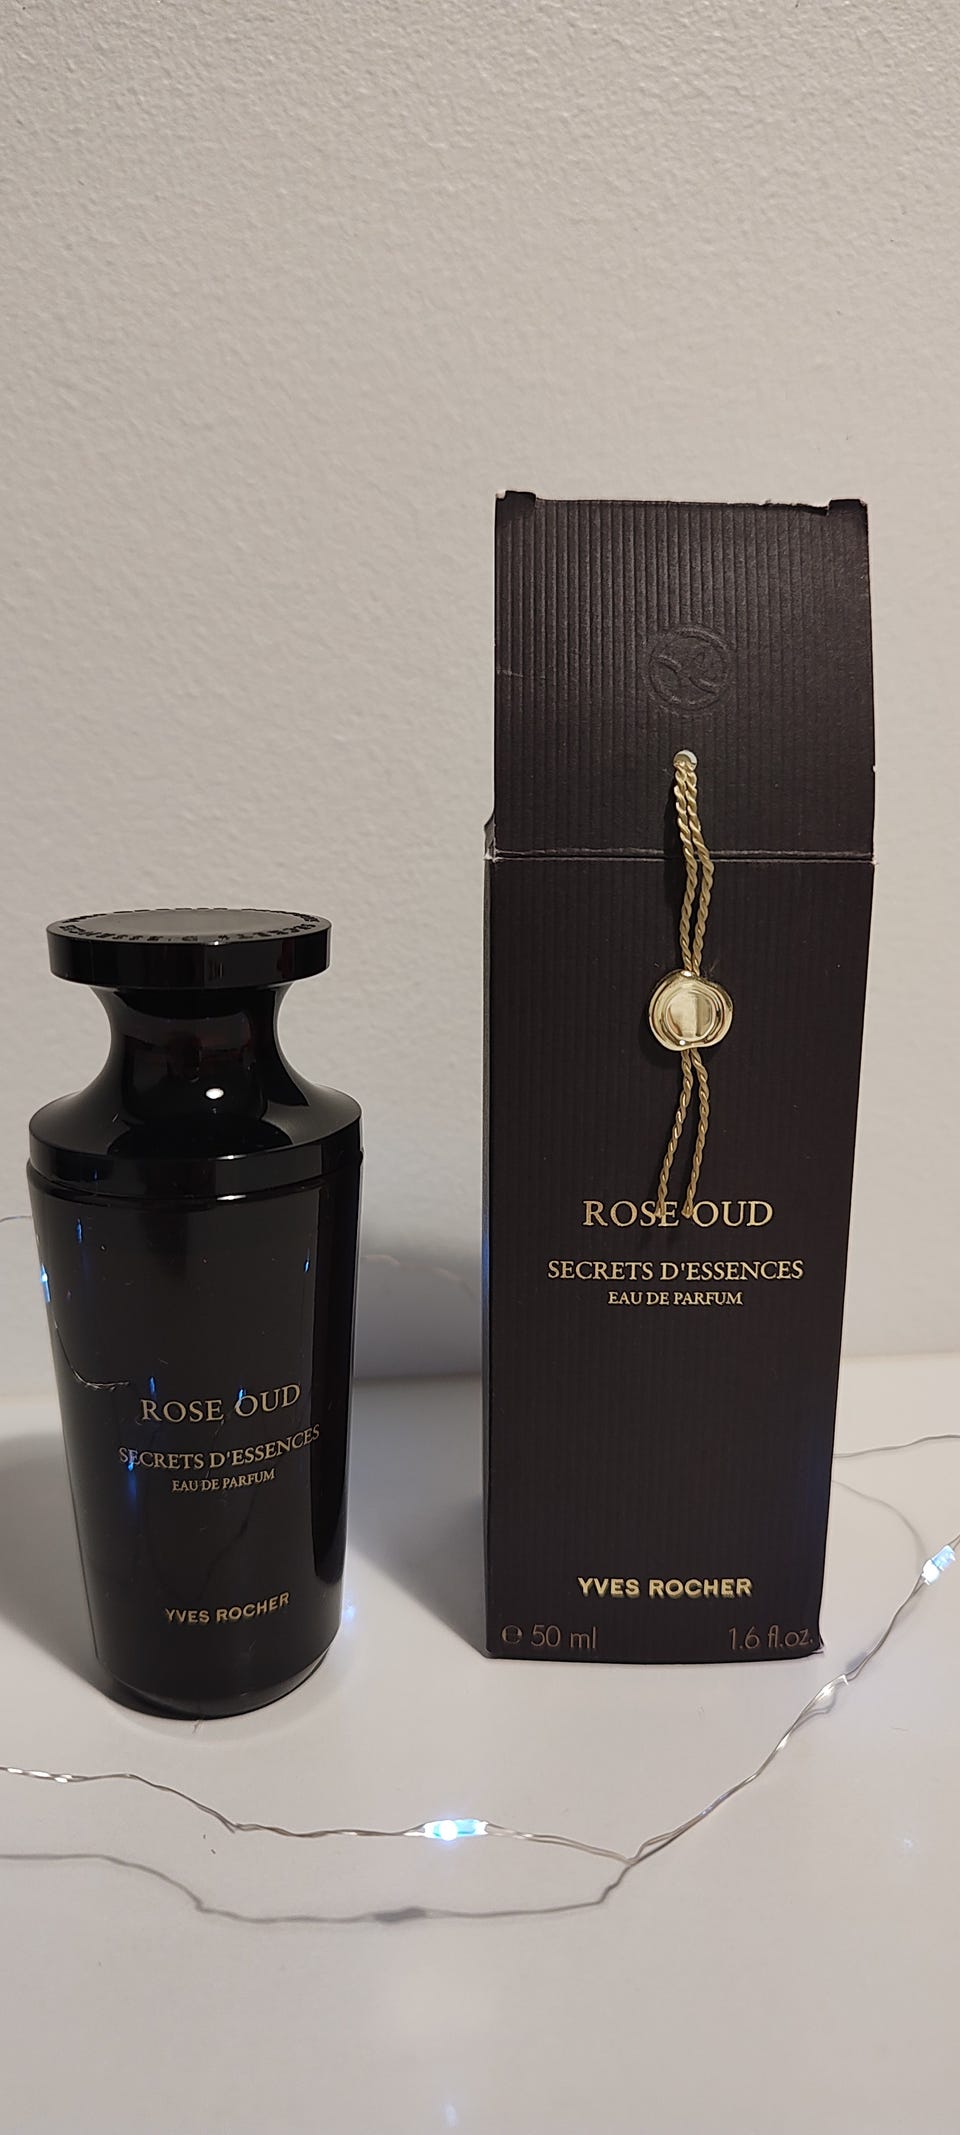 ROSE OUD
SECRETS D'ESSENCES
EAU DE PARFUM
YVES ROCHER
ROSE OUD
SECRETS D'ESSENCES
EAU DE PARFUM
YVES ROCHER
℮ 50 ml 1.6 fl.oz.